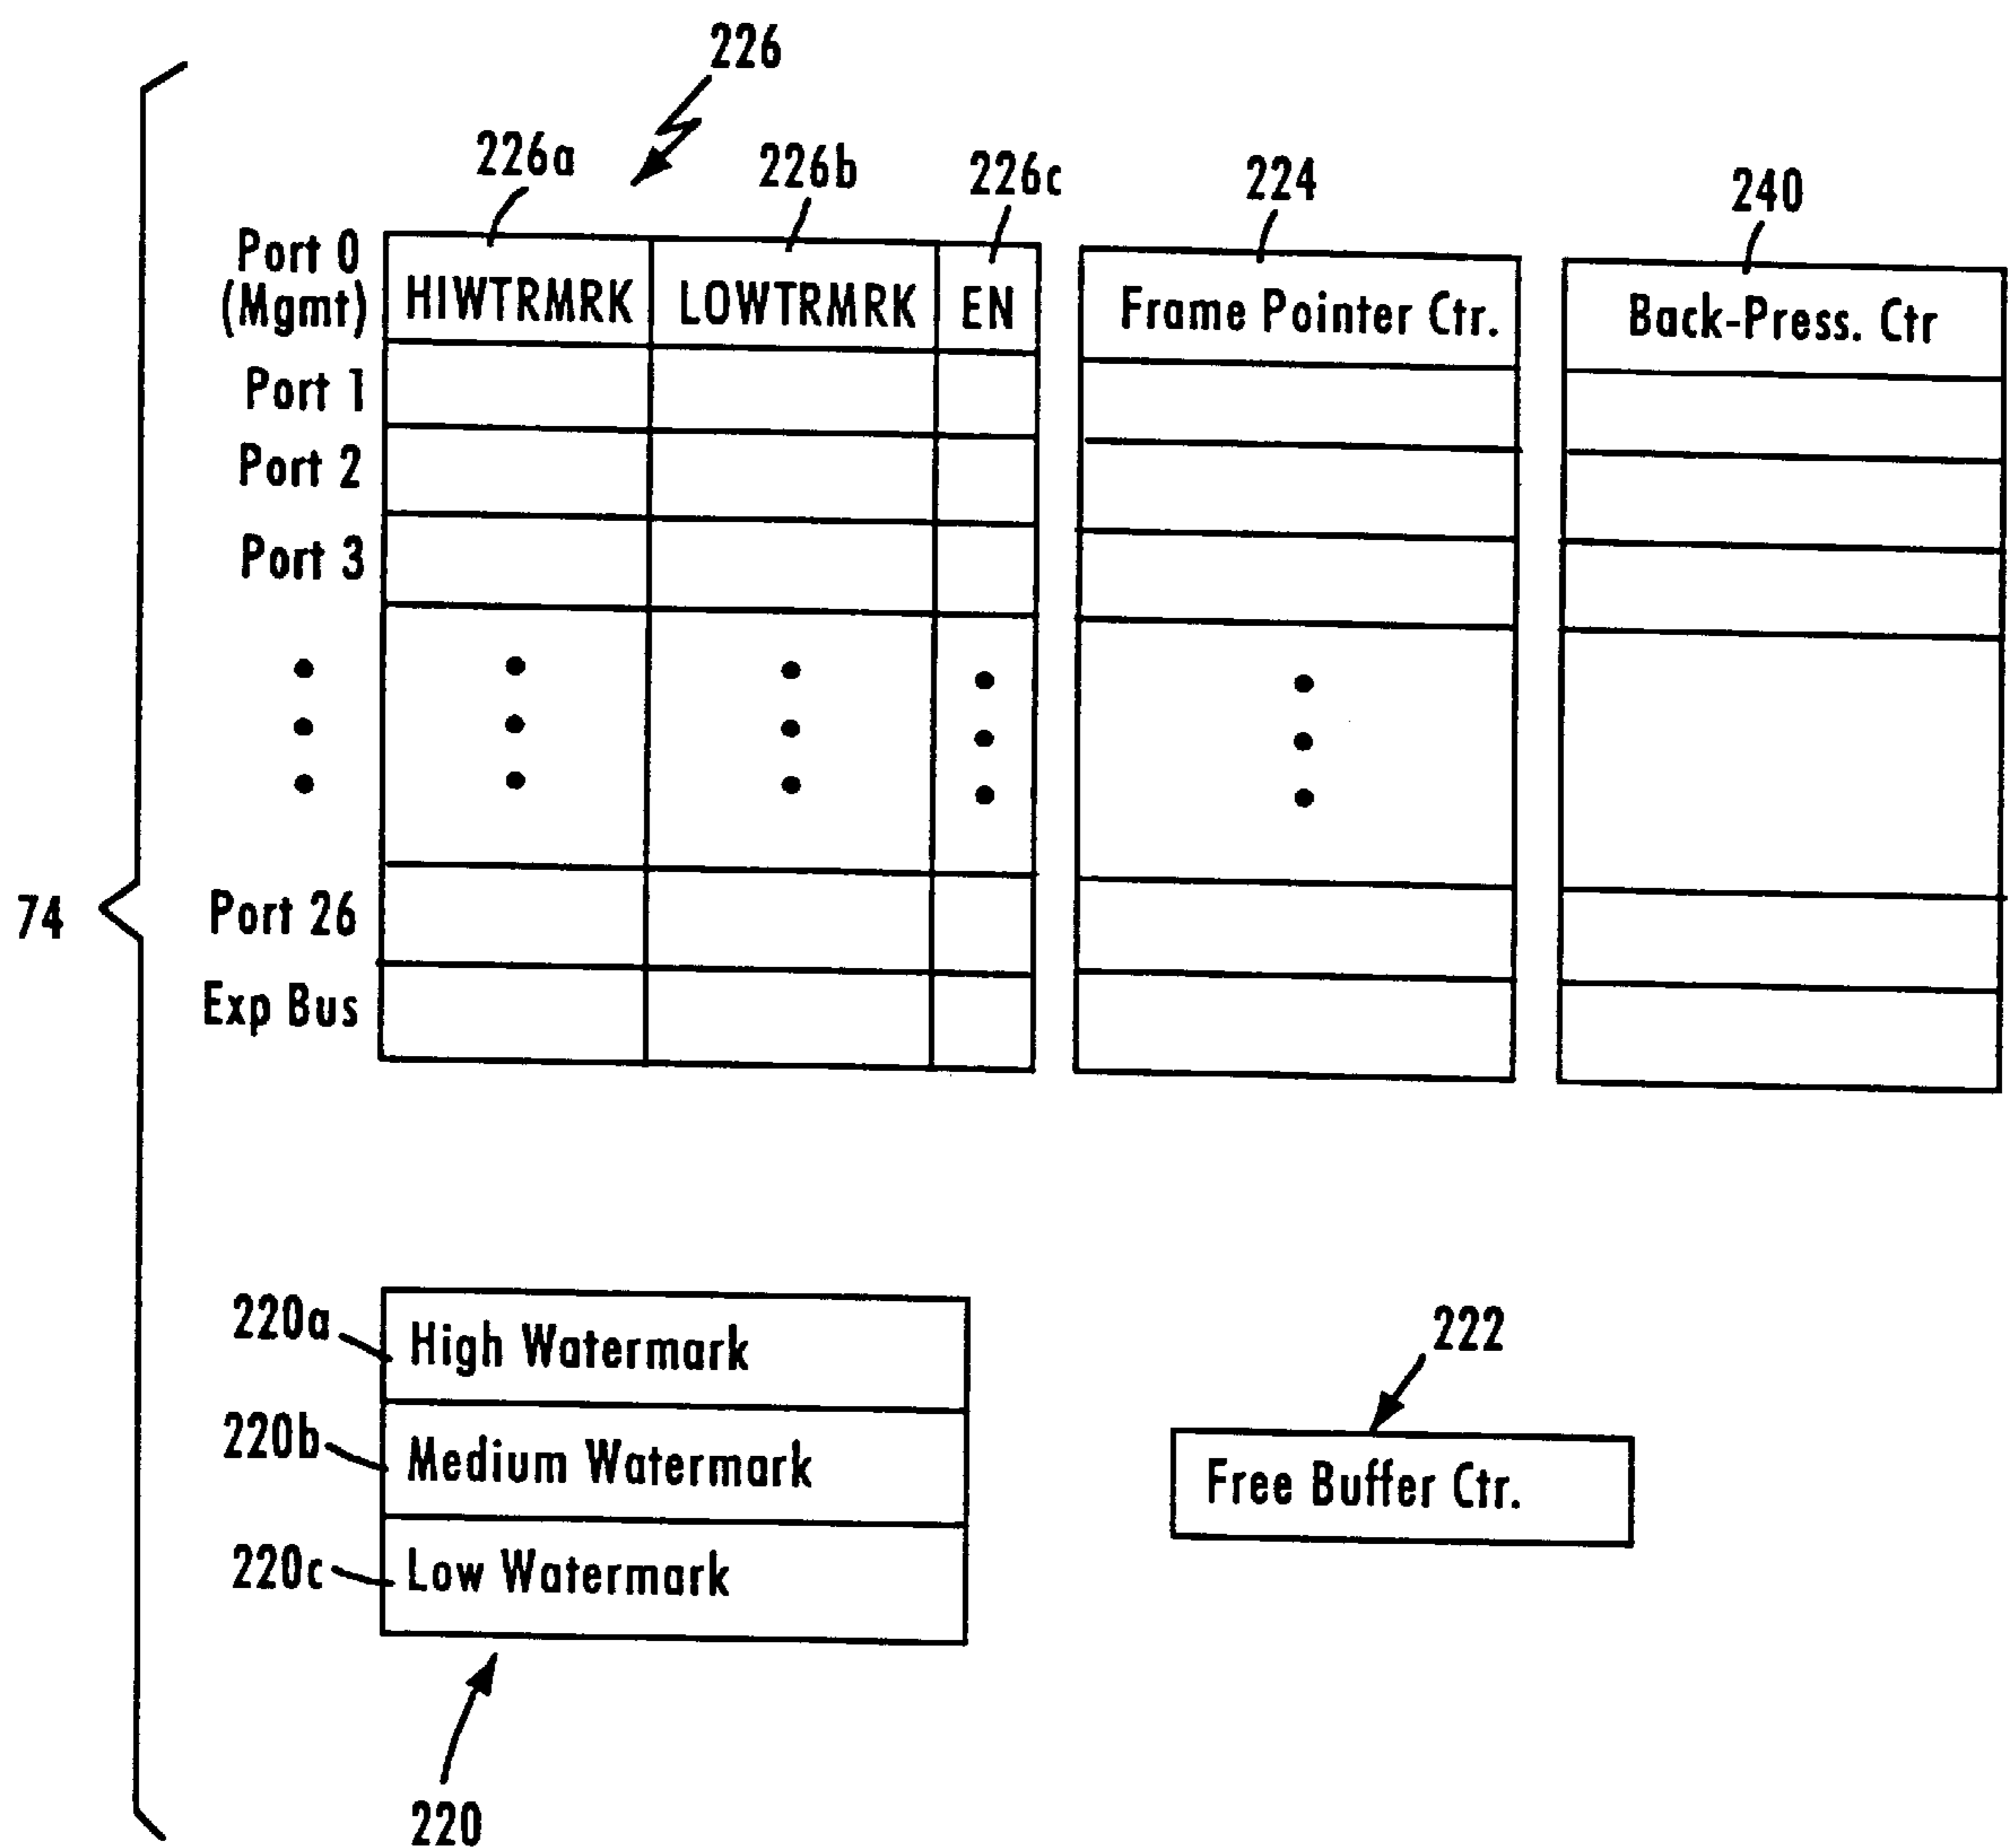 226
226a 226b 226c 224 240
Port 0
(Mgmt) HIWTRMRK LOWTRMRK EN Frame Pointer Ctr. Back-Press. Ctr
Port 1
Port 2
Port 3
74
Port 26
Exp Bus
220a High Watermark
220b Medium Watermark
220c Low Watermark
222
Free Buffer Ctr.
220